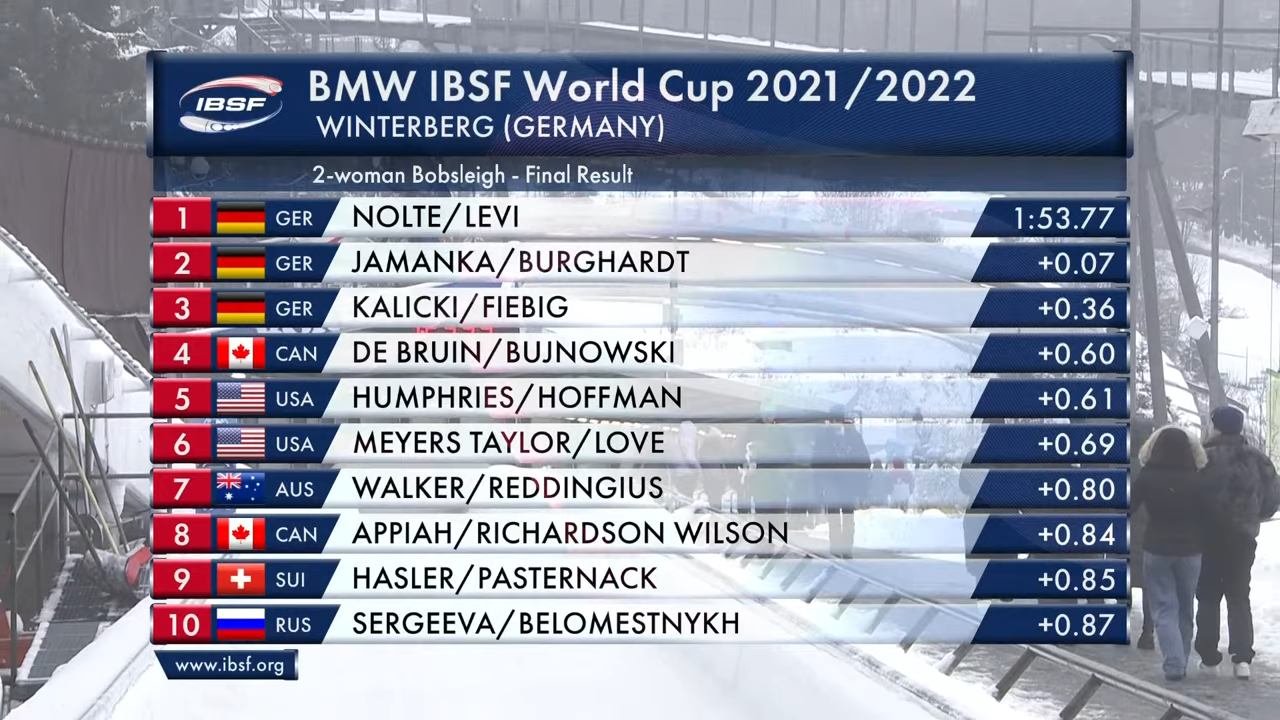 IBSF
BMW IBSF World Cup 2021/2022
WINTERBERG (GERMANY)
2-woman Bobsleigh - Final Result
1 GER NOLTE/LEVI 1:53.77
2 GER JAMANKA/BURGHARDT +0.07
3 GER KALICKI/FIEBIG +0.36
4 CAN DE BRUIN/BUJNOWSKI +0.60
5 USA HUMPHRIES/HOFFMAN +0.61
6 USA MEYERS TAYLOR/LOVE +0.69
7 AUS WALKER/REDDINGIUS +0.80
8 CAN APPIAH/RICHARDSON WILSON +0.84
9 SUI HASLER/PASTERNACK +0.85
10 RUS SERGEEVA/BELOMESTNYKH +0.87
www.ibsf.org